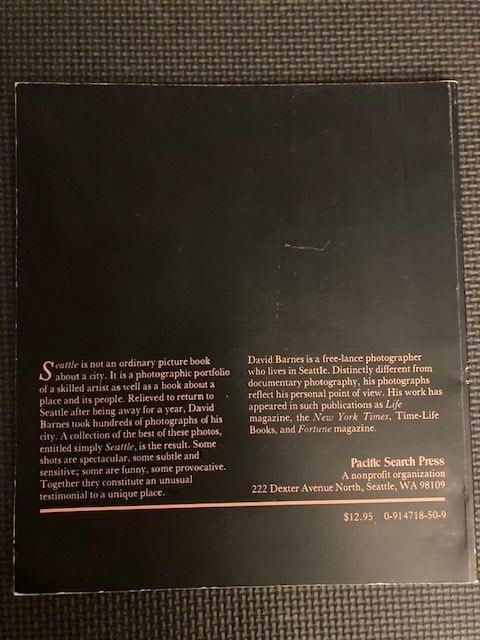 Seattle is not an ordinary picture book
about a city. It is a photographic portfolio
of a skilled artist as well as a book about a
place and its people. Relieved to return to
Seattle after being away for a year, David
Barnes took hundreds of photographs of his
city. A collection of the best of these photos,
entitled simply Seattle, is the result. Some
shots are spectacular, some subtle and
sensitive; some are funny, some provocative.
Together they constitute an unusual
testimonial to a unique place.
David Barnes is a free-lance photographer
who lives in Seattle. Distinctly different from
documentary photography, his photographs
reflect his personal point of view. His work has
appeared in such publications as Life
magazine, the New York Times, Time-Life
Books, and Fortune magazine.
Pacific Search Press
A nonprofit organization
222 Dexter Avenue North, Seattle, WA 98109
$12.95 0-914718-50-9